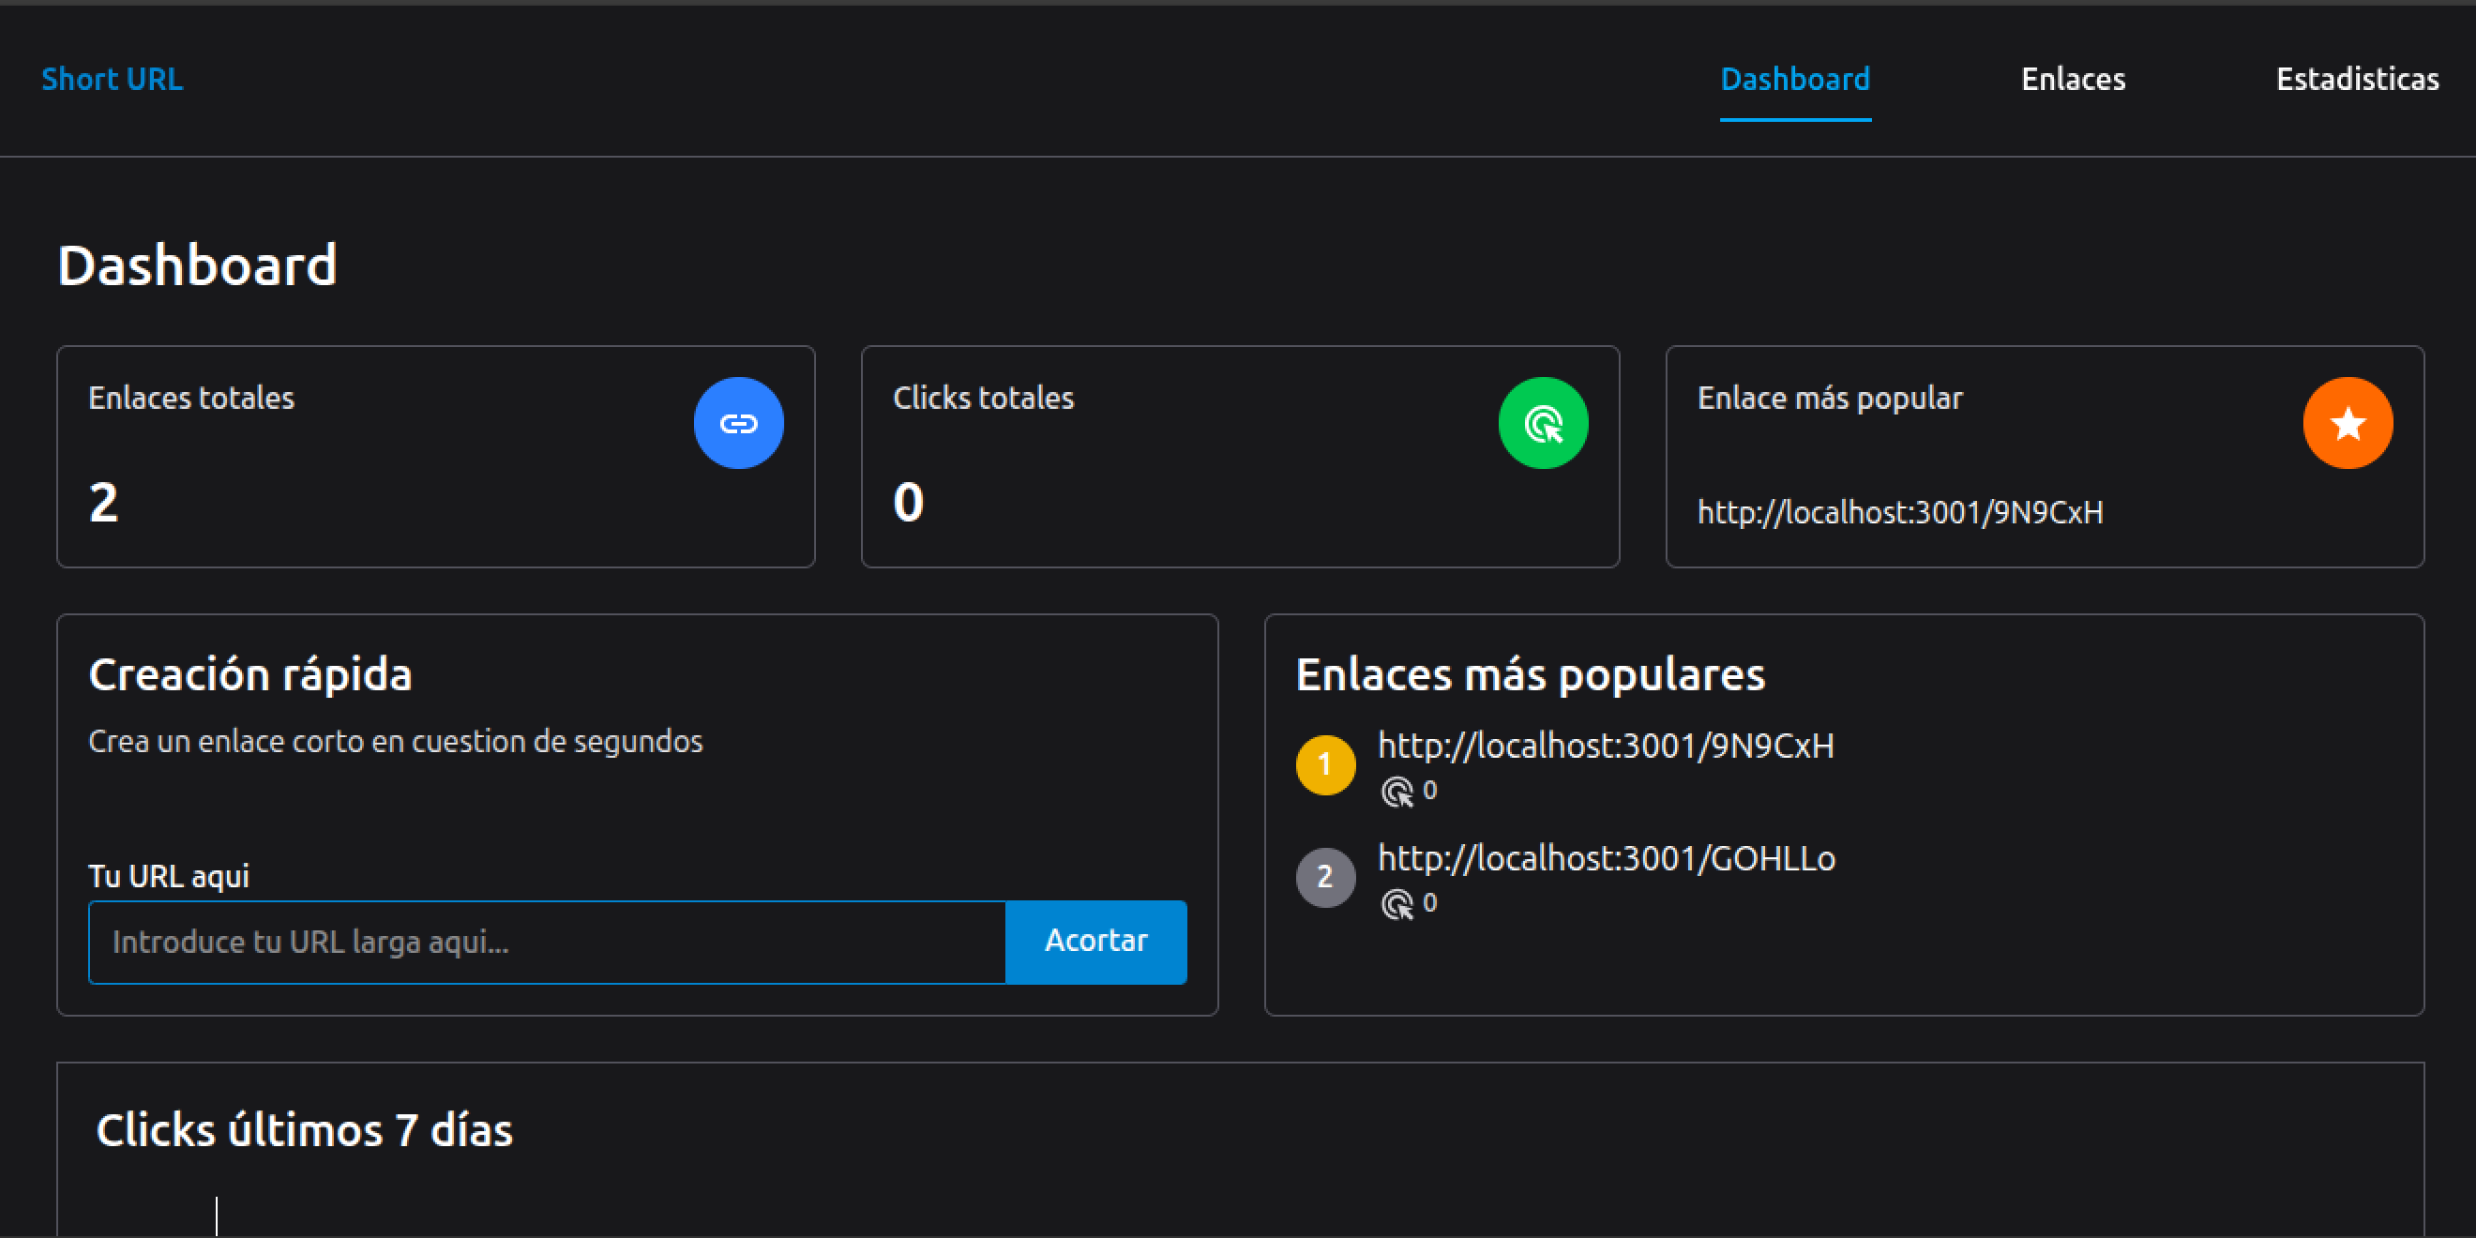 Short URL
Dashboard
Enlaces
Estadisticas
Dashboard
Enlaces totales
2
Clicks totales
0
Enlace más popular
http://localhost:3001/9N9CxH
Creación rápida
Crea un enlace corto en cuestion de segundos
Tu URL aqui
Introduce tu URL larga aqui...
Acortar
Enlaces más populares
1
http://localhost:3001/9N9CxH
0
2
http://localhost:3001/GOHLLo
0
Clicks últimos 7 días